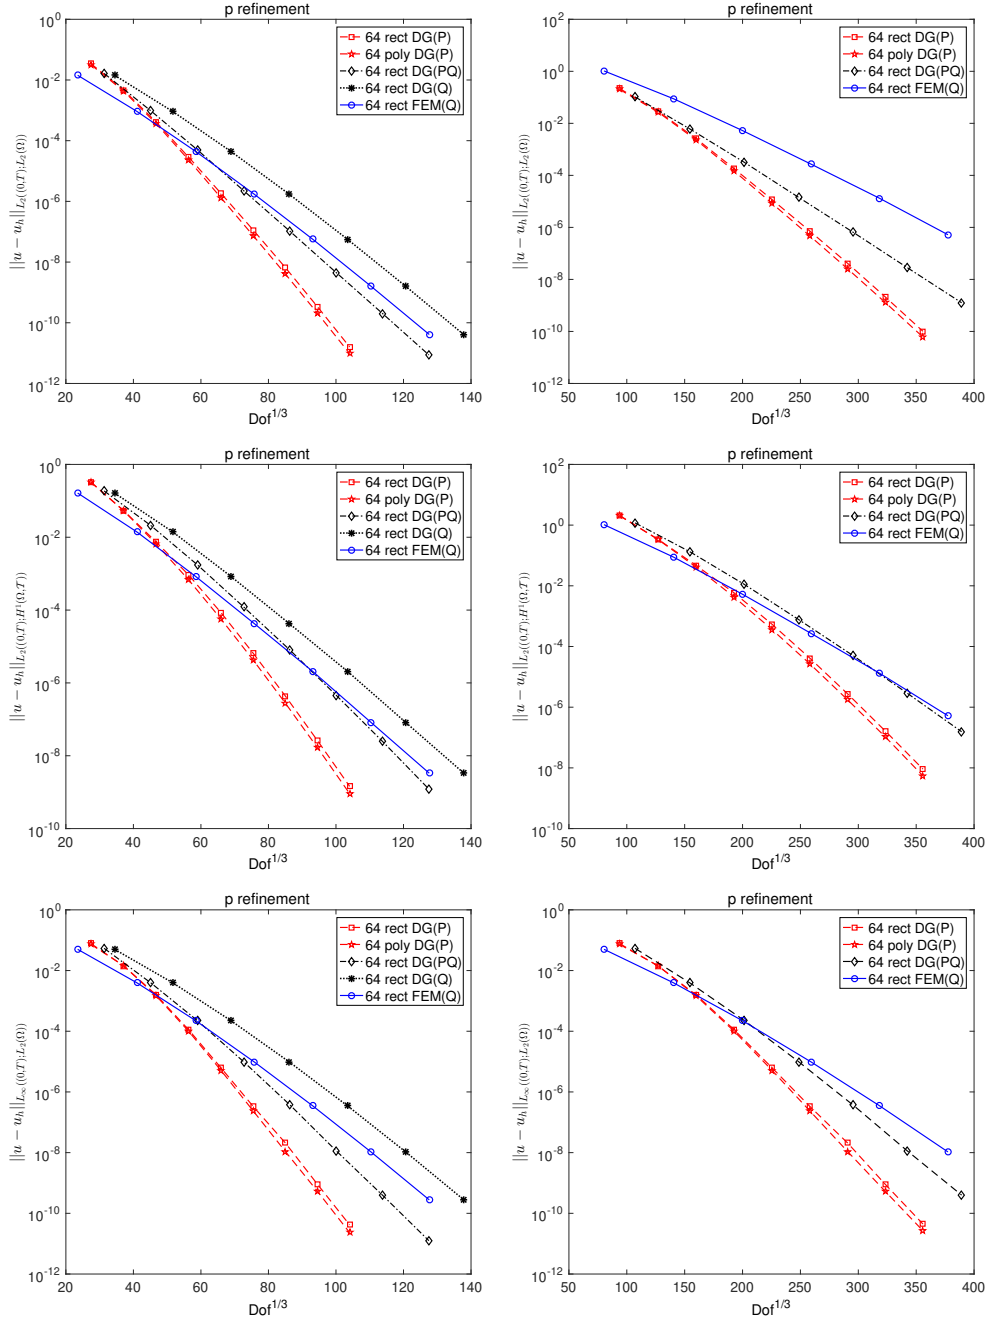 p refinement
10^0
10^-2
10^-4
10^-6
10^-8
10^-10
10^-12
20 40 60 80 100 120 140
Dof^1/3
||u − u_h||_{L_2((0,T);L_2(Ω))}
64 rect DG(P)
64 poly DG(P)
64 rect DG(PQ)
64 rect DG(Q)
64 rect FEM(Q)
p refinement
10^2
10^0
10^-2
10^-4
10^-6
10^-8
10^-10
10^-12
50 100 150 200 250 300 350 400
Dof^1/3
||u − u_h||_{L_2((0,T);L_2(Ω))}
64 rect DG(P)
64 poly DG(P)
64 rect DG(PQ)
64 rect FEM(Q)
p refinement
10^0
10^-2
10^-4
10^-6
10^-8
10^-10
20 40 60 80 100 120 140
Dof^1/3
||u − u_h||_{L_2((0,T);H^1(Ω,T))}
64 rect DG(P)
64 poly DG(P)
64 rect DG(PQ)
64 rect DG(Q)
64 rect FEM(Q)
p refinement
10^2
10^0
10^-2
10^-4
10^-6
10^-8
10^-10
50 100 150 200 250 300 350 400
Dof^1/3
||u − u_h||_{L_2((0,T);H^1(Ω,T))}
64 rect DG(P)
64 poly DG(P)
64 rect DG(PQ)
64 rect FEM(Q)
p refinement
10^0
10^-2
10^-4
10^-6
10^-8
10^-10
10^-12
20 40 60 80 100 120 140
Dof^1/3
||u − u_h||_{L_∞((0,T);L_2(Ω))}
64 rect DG(P)
64 poly DG(P)
64 rect DG(PQ)
64 rect DG(Q)
64 rect FEM(Q)
p refinement
10^0
10^-2
10^-4
10^-6
10^-8
10^-10
10^-12
50 100 150 200 250 300 350 400
Dof^1/3
||u − u_h||_{L_∞((0,T);L_2(Ω))}
64 rect DG(P)
64 poly DG(P)
64 rect DG(PQ)
64 rect FEM(Q)